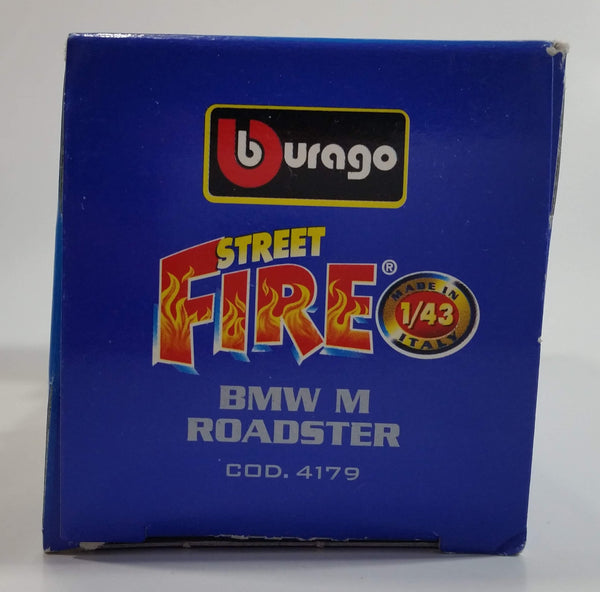 burago
STREET
FIRE®
MADE IN
1/43
ITALY
BMW M
ROADSTER
COD. 4179